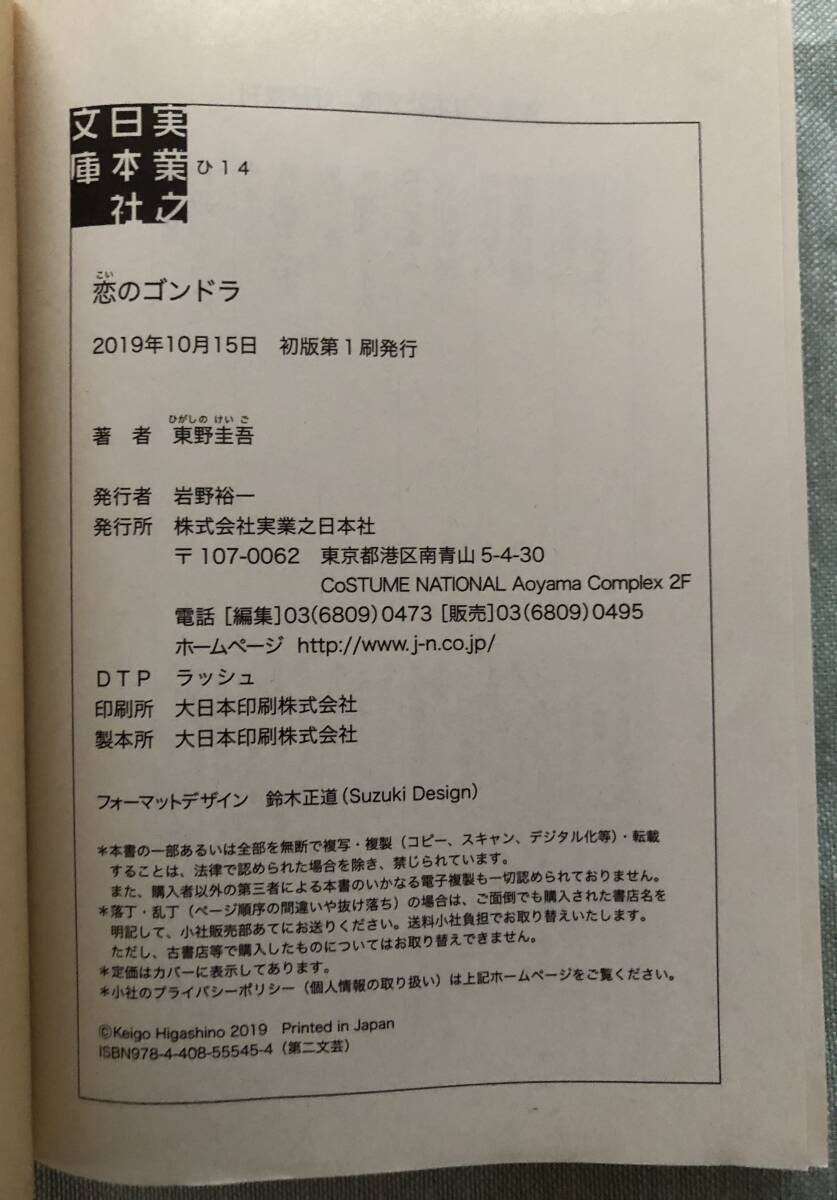 実業之
日本社
文庫
ひ14
こい
恋のゴンドラ
2019年10月15日　初版第1刷発行
ひがしの けいご
著　者　東野圭吾
発行者　岩野裕一
発行所　株式会社実業之日本社
〒107-0062　東京都港区南青山5-4-30
CoSTUME NATIONAL Aoyama Complex 2F
電話［編集］03(6809)0473［販売］03(6809)0495
ホームページ　http://www.j-n.co.jp/
ＤＴＰ　ラッシュ
印刷所　大日本印刷株式会社
製本所　大日本印刷株式会社
フォーマットデザイン　鈴木正道（Suzuki Design）
＊本書の一部あるいは全部を無断で複写・複製（コピー、スキャン、デジタル化等）・転載
することは、法律で認められた場合を除き、禁じられています。
また、購入者以外の第三者による本書のいかなる電子複製も一切認められておりません。
＊落丁・乱丁（ページ順序の間違いや抜け落ち）の場合は、ご面倒でも購入された書店名を
明記して、小社販売部あてにお送りください。送料小社負担でお取り替えいたします。
ただし、古書店等で購入したものについてはお取り替えできません。
＊定価はカバーに表示してあります。
＊小社のプライバシーポリシー（個人情報の取り扱い）は上記ホームページをご覧ください。
©Keigo Higashino 2019　Printed in Japan
ISBN978-4-408-55545-4（第二文芸）